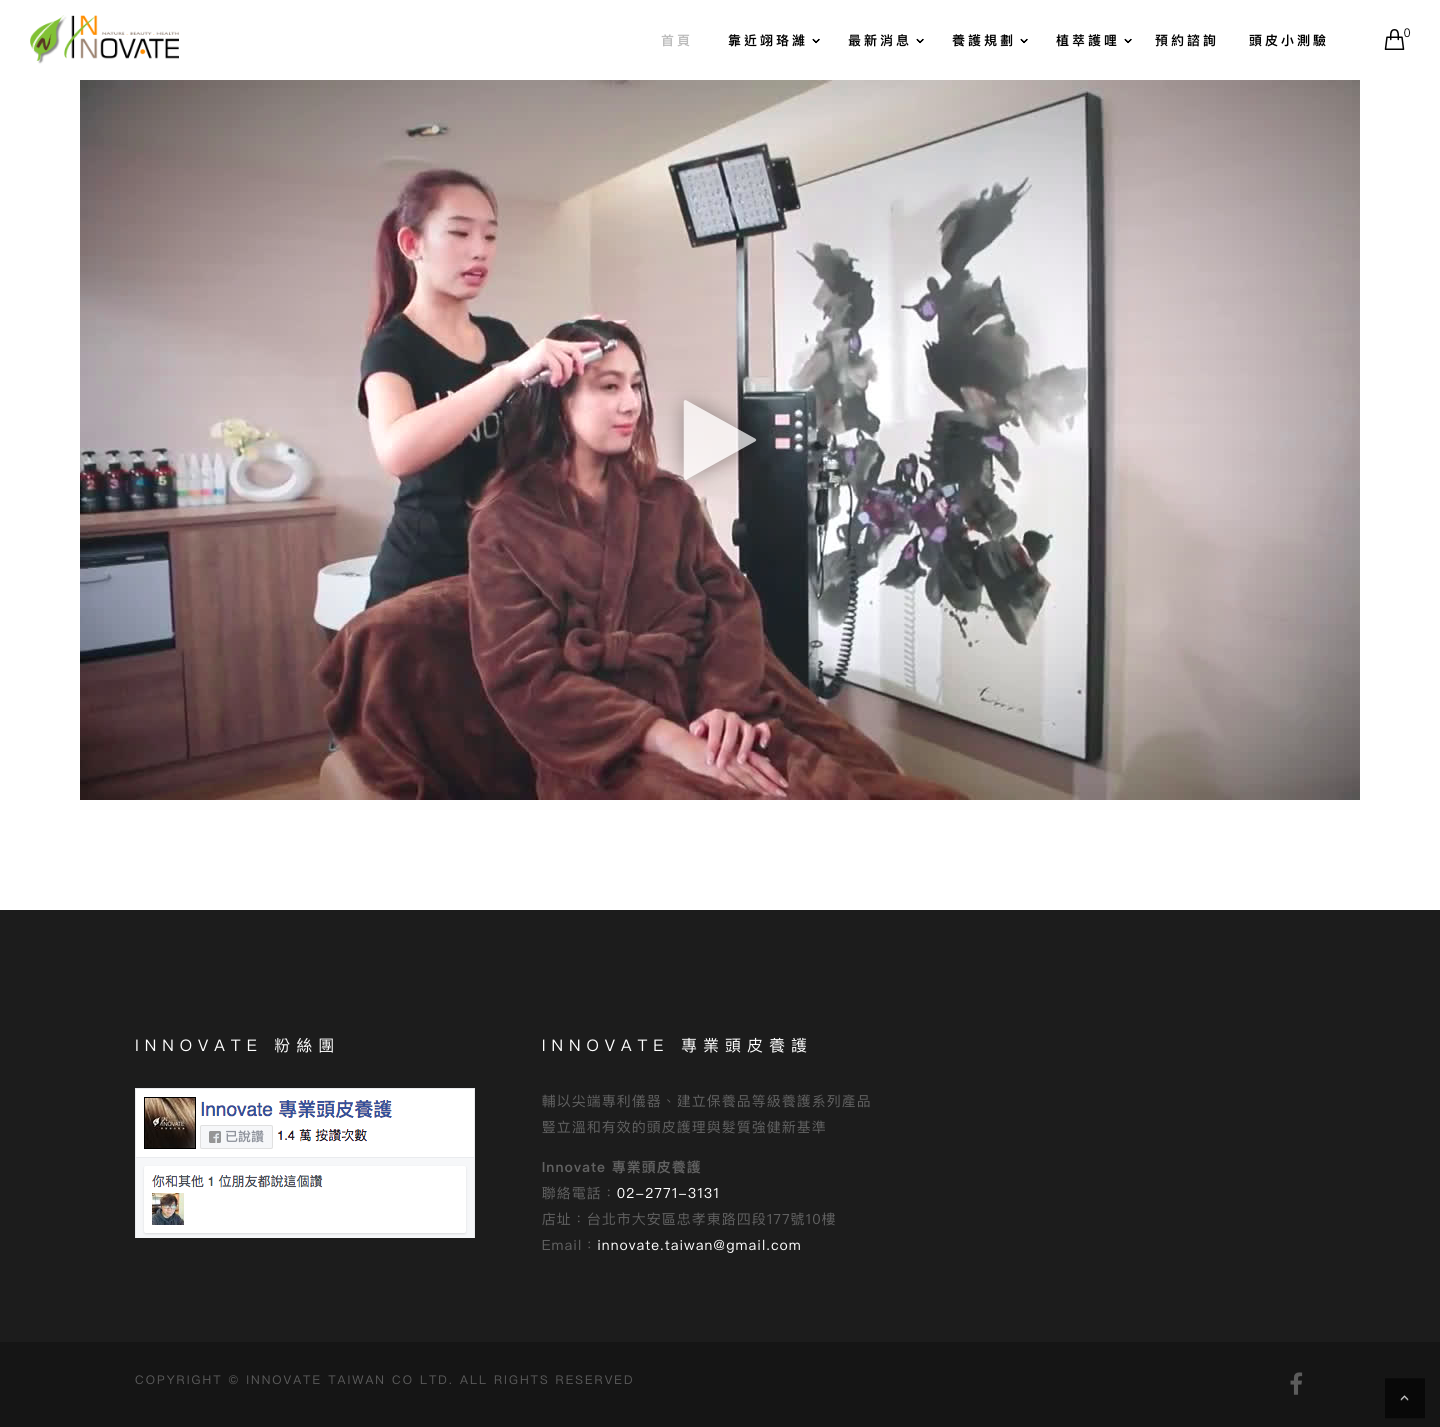 INNOVATE
NATURE BEAUTY HEALTH
首頁
靠近翊珞濰
最新消息
養護規劃
植萃護哩
預約諮詢
頭皮小測驗
0
2 3 4 5
INNOVATE 粉絲團
Innovate 專業頭皮養護
已說讚
1.4 萬 按讚次數
你和其他 1 位朋友都說這個讚
INNOVATE 專業頭皮養護
輔以尖端專利儀器、建立保養品等級養護系列產品
豎立溫和有效的頭皮護理與髮質強健新基準
Innovate 專業頭皮養護
聯絡電話：02-2771-3131
店址：台北市大安區忠孝東路四段177號10樓
Email：innovate.taiwan@gmail.com
COPYRIGHT © INNOVATE TAIWAN CO LTD. ALL RIGHTS RESERVED